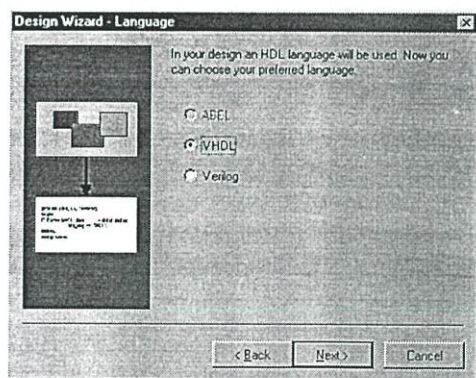 Design Wizard - Language
In your design an HDL language will be used. Now you
can choose your preferred language.
ABEL
VHDL
Verilog
< Back
Next >
Cancel